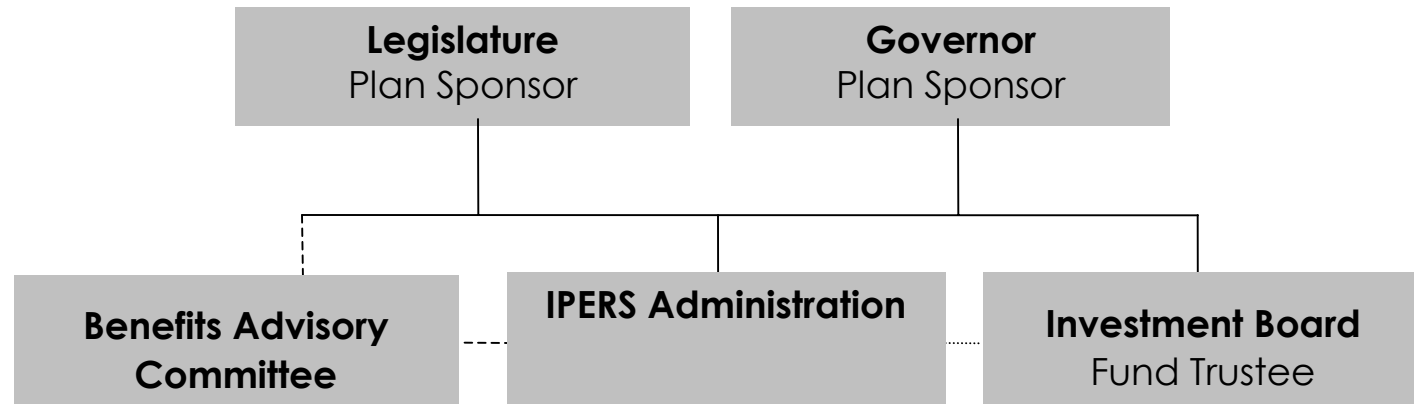 Legislature
Plan Sponsor
Governor
Plan Sponsor
Benefits Advisory
Committee
IPERS Administration
Investment Board
Fund Trustee